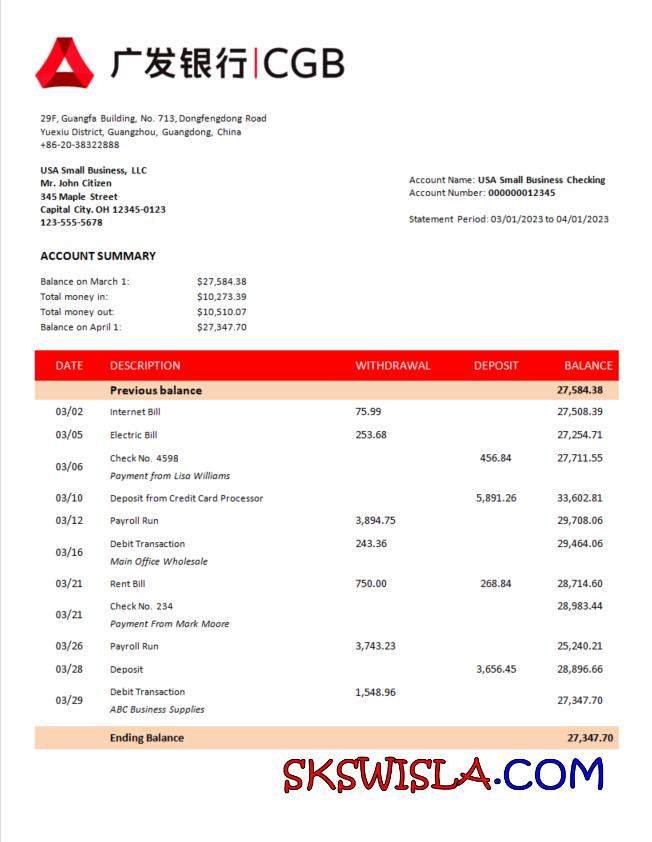 广发银行|CGB
29F, Guangfa Building, No. 713, Dongfengdong Road
Yuexiu District, Guangzhou, Guangdong, China
+86-20-38322888
USA Small Business, LLC
Mr. John Citizen
345 Maple Street
Capital City. OH 12345-0123
123-555-5678
Account Name: USA Small Business Checking
Account Number: 000000012345
Statement Period: 03/01/2023 to 04/01/2023
ACCOUNT SUMMARY
Balance on March 1: $27,584.38
Total money in: $10,273.39
Total money out: $10,510.07
Balance on April 1: $27,347.70
DATE DESCRIPTION WITHDRAWAL DEPOSIT BALANCE
Previous balance 27,584.38
03/02 Internet Bill 75.99 27,508.39
03/05 Electric Bill 253.68 27,254.71
03/06 Check No. 4598 456.84 27,711.55
Payment from Lisa Williams
03/10 Deposit from Credit Card Processor 5,891.26 33,602.81
03/12 Payroll Run 3,894.75 29,708.06
03/16 Debit Transaction 243.36 29,464.06
Main Office Wholesale
03/21 Rent Bill 750.00 268.84 28,714.60
03/21 Check No. 234 28,983.44
Payment From Mark Moore
03/26 Payroll Run 3,743.23 25,240.21
03/28 Deposit 3,656.45 28,896.66
03/29 Debit Transaction 1,548.96 27,347.70
ABC Business Supplies
Ending Balance 27,347.70
SKSWISLA.COM